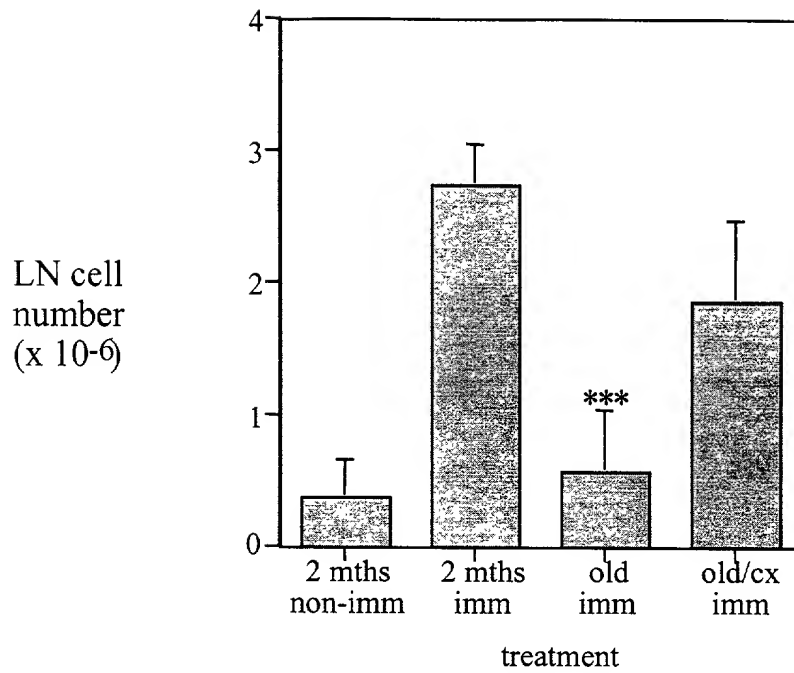 4
3
2
1
0
LN cell
number
(x 10-6)
***
2 mths
non-imm
2 mths
imm
old
imm
old/cx
imm
treatment